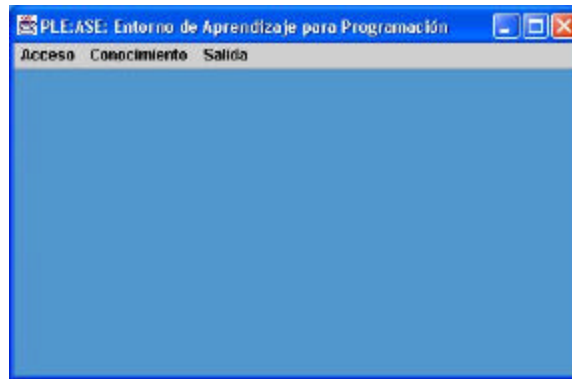 PLE:ASE: Entorno de Aprendizaje para Programación
Acceso Conocimiento Salida